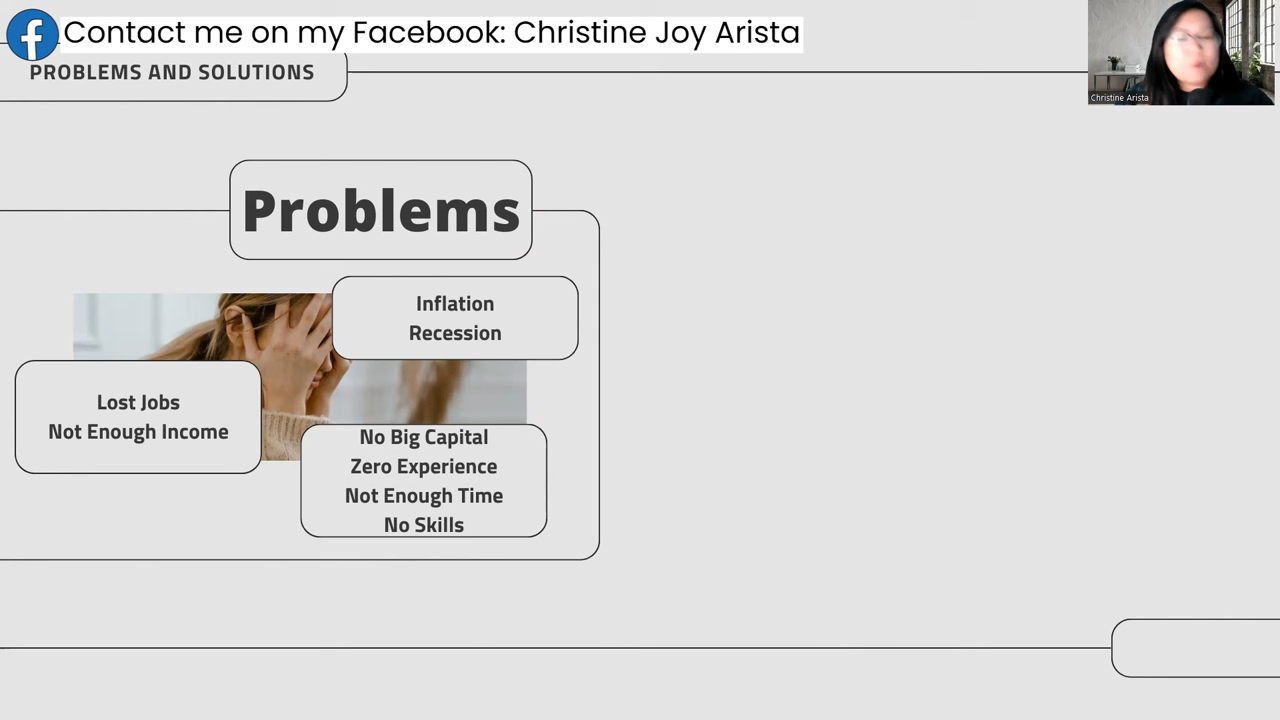 Contact me on my Facebook: Christine Joy Arista
PROBLEMS AND SOLUTIONS
Christine Arista
Problems
Inflation
Recession
Lost Jobs
Not Enough Income
No Big Capital
Zero Experience
Not Enough Time
No Skills